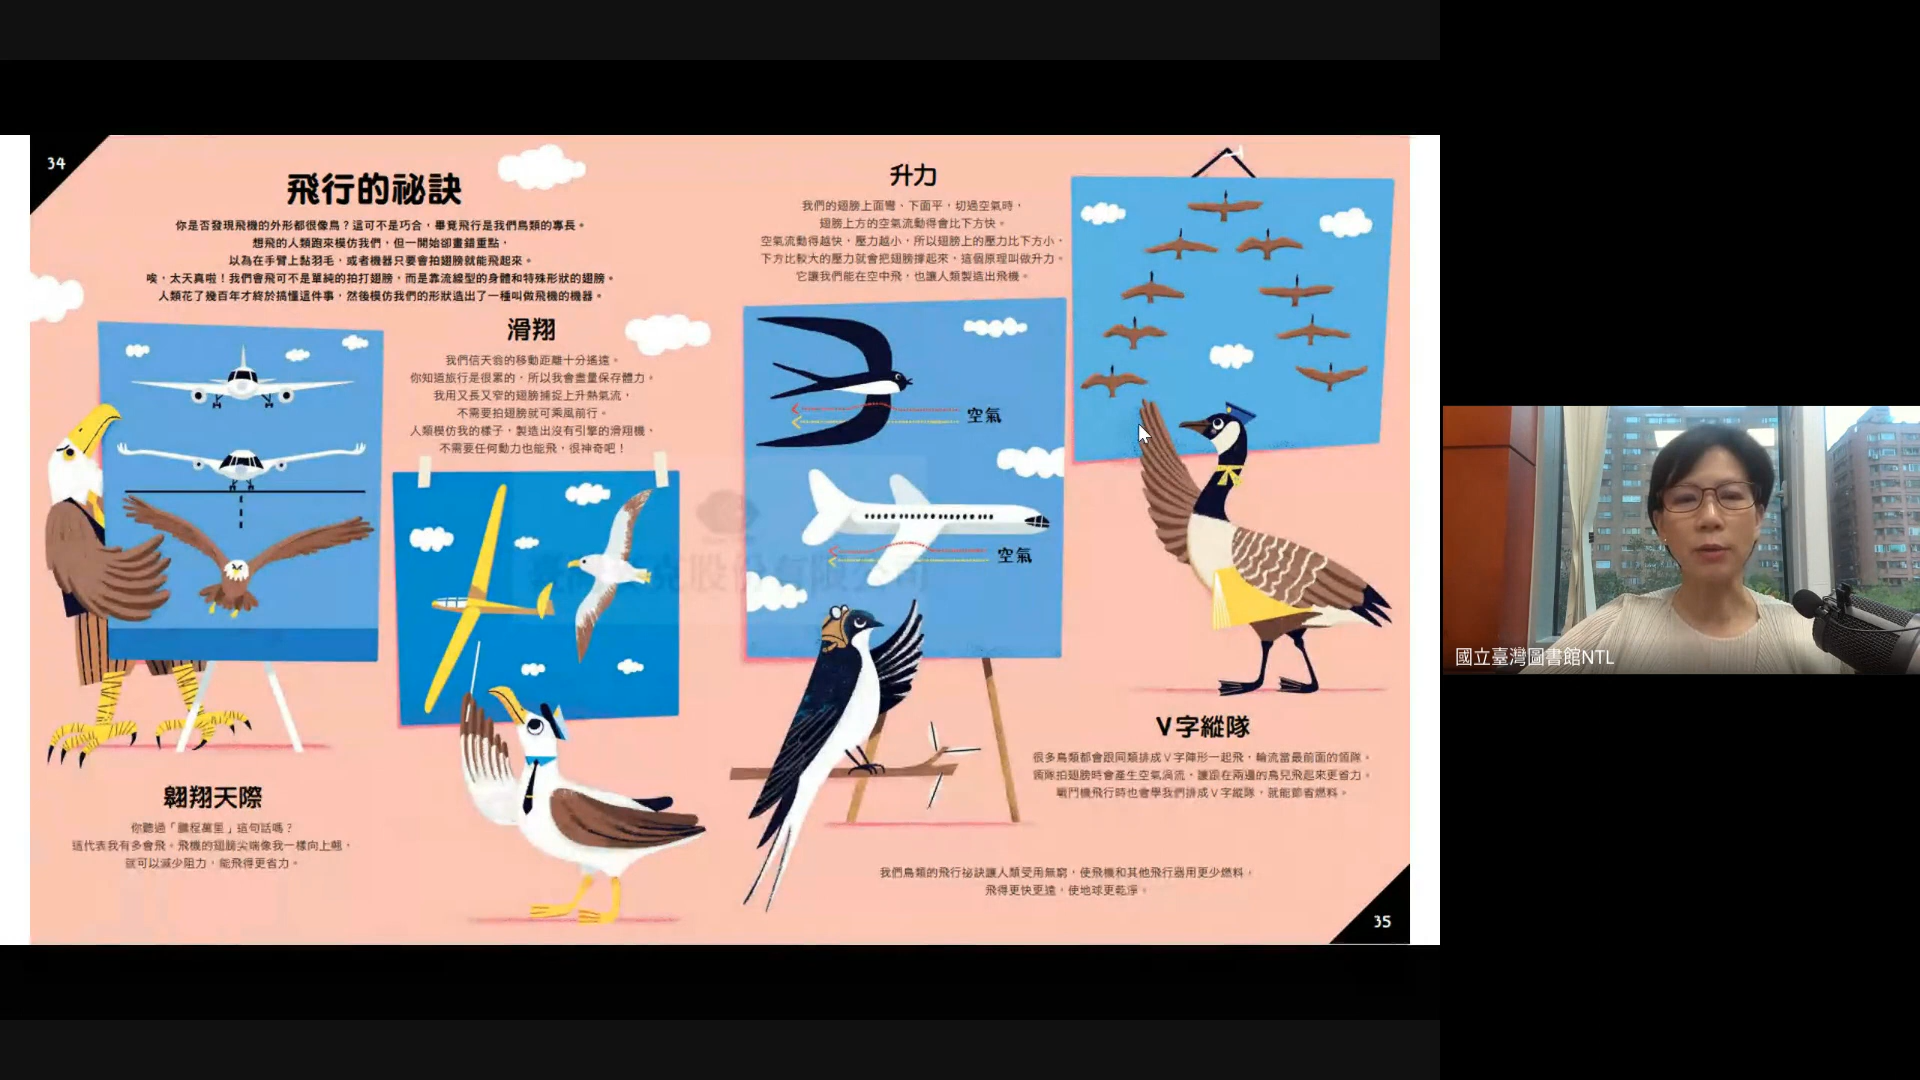 34
飛行的祕訣
你是否發現飛機的外形都很像鳥？這可不是巧合，畢竟飛行是我們鳥類的專長。
想飛的人類跑來模仿我們，但一開始卻畫錯重點，
以為在手臂上黏羽毛，或者機器只要會拍翅膀就能飛起來。
唉，太天真啦！我們會飛可不是單純的拍打翅膀，而是靠流線型的身體和特殊形狀的翅膀。
人類花了幾百年才終於搞懂這件事，然後模仿我們的形狀造出了一種叫做飛機的機器。
滑翔
我們信天翁的移動距離十分遙遠。
你知道旅行是很累的，所以我會盡量保存體力。
我用又長又窄的翅膀捕捉上升熱氣流，
不需要拍翅膀就可乘風前行。
人類模仿我的樣子，製造出沒有引擎的滑翔機，
不需要任何動力也能飛，很神奇吧！
翱翔天際
你聽過「鵬程萬里」這句話嗎？
這代表我有多會飛。飛機的翅膀尖端像我一樣向上翹，
就可以減少阻力，能飛得更省力。
升力
我們的翅膀上面彎、下面平，切過空氣時，
翅膀上方的空氣流動得會比下方快。
空氣流動得越快，壓力越小，所以翅膀上的壓力比下方小，
下方比較大的壓力就會把翅膀撐起來，這個原理叫做升力。
它讓我們能在空中飛，也讓人類製造出飛機。
空氣
空氣
V字縱隊
很多鳥類都會跟同類排成V字陣形一起飛，輪流當最前面的領隊。
領隊拍翅膀時會產生空氣渦流，讓跟在兩邊的鳥兒飛起來更省力。
戰鬥機飛行時也會學我們排成V字縱隊，就能節省燃料。
我們鳥類的飛行祕訣讓人類受用無窮，使飛機和其他飛行器用更少燃料，
飛得更快更遠，使地球更乾淨。
35
國立臺灣圖書館NTL